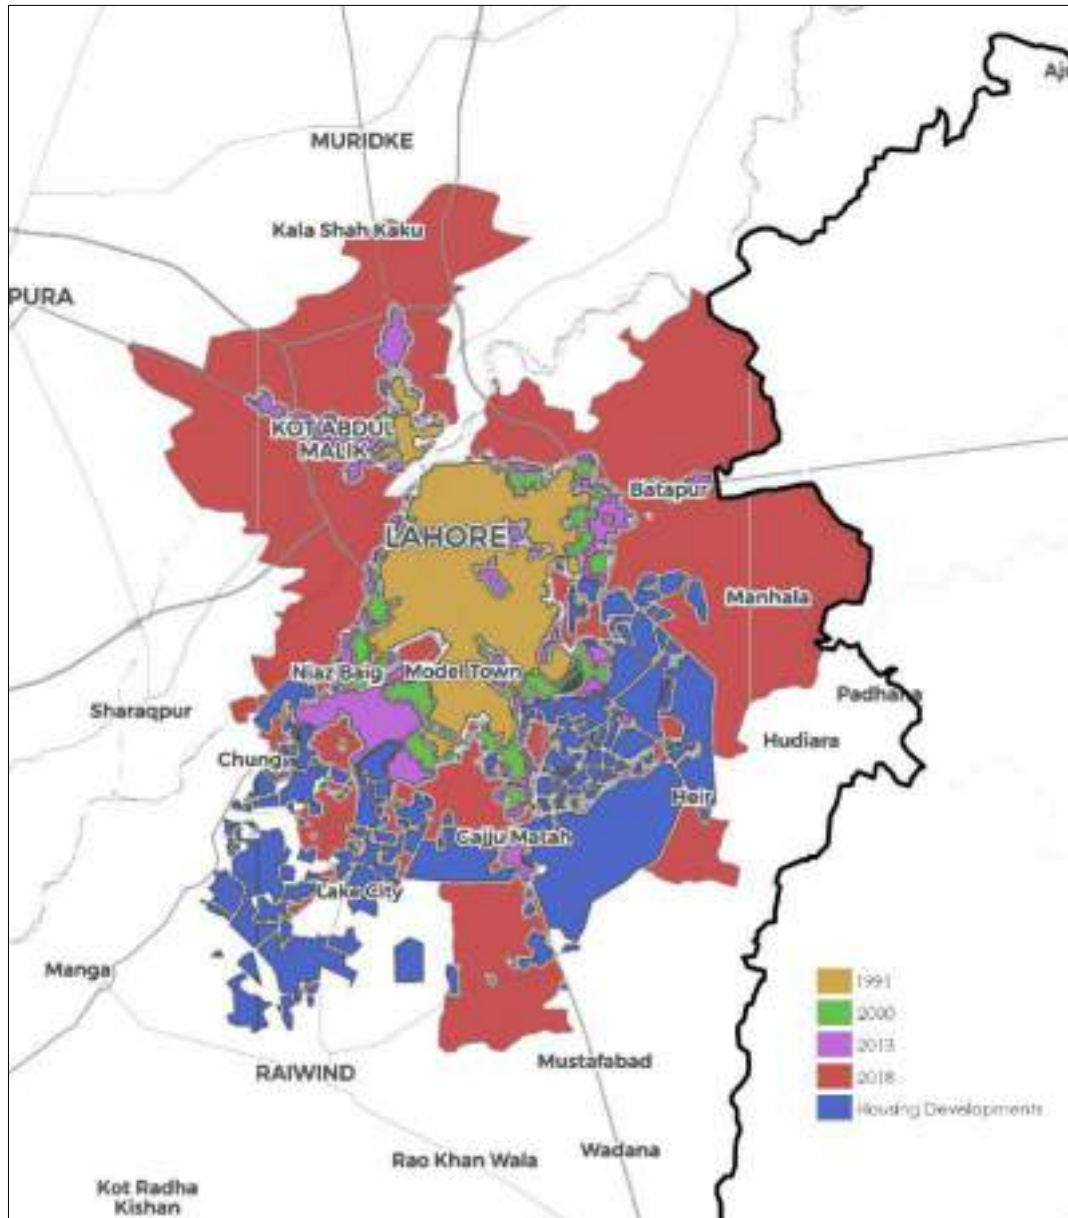 Aj
MURIDKE
Kala Shah Kaku
PURA
KOT ABDUL
MALIK
Batapur
LAHORE
Manhala
Niaz Baig
Model Town
Padhana
Sharaqpur
Hudiara
Chung
Heir
Gajju Matah
Lake City
Manga
1991
2000
2013
2018
Housing Developments
RAIWIND
Mustafabad
Wadana
Rao Khan Wala
Kot Radha
Kishan